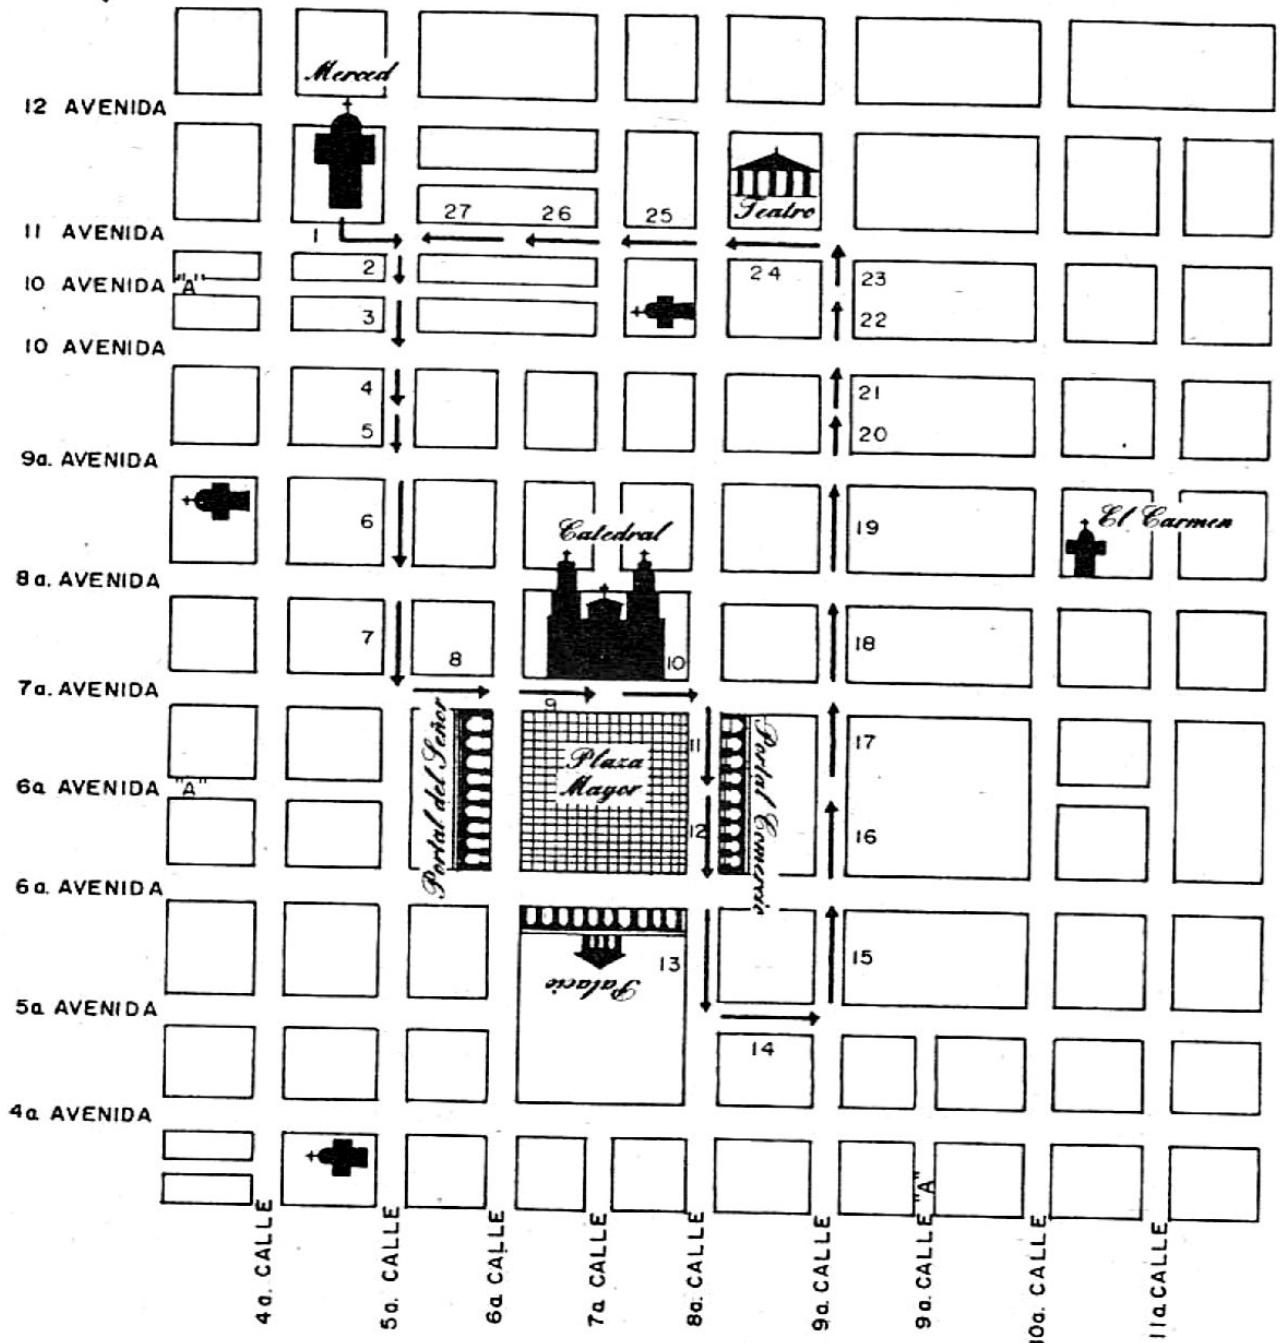 Merced
12 AVENIDA
Teatro
27 26 25
11 AVENIDA
1
2
24
23
10 AVENIDA "A"
3
22
10 AVENIDA
4
21
5
20
9a. AVENIDA
6
Catedral
19
El Carmen
8a. AVENIDA
7
8
10
18
7a. AVENIDA
9
Portal del Señor
Plaza
Mayor
11
12
Portal Comercio
17
6a AVENIDA "A"
16
6a. AVENIDA
13
Palacio
15
5a AVENIDA
14
4a AVENIDA
"A"
4a. CALLE
5a. CALLE
6a CALLE
7a CALLE
8a. CALLE
9a. CALLE
9a. CALLE
10a. CALLE
11a CALLE